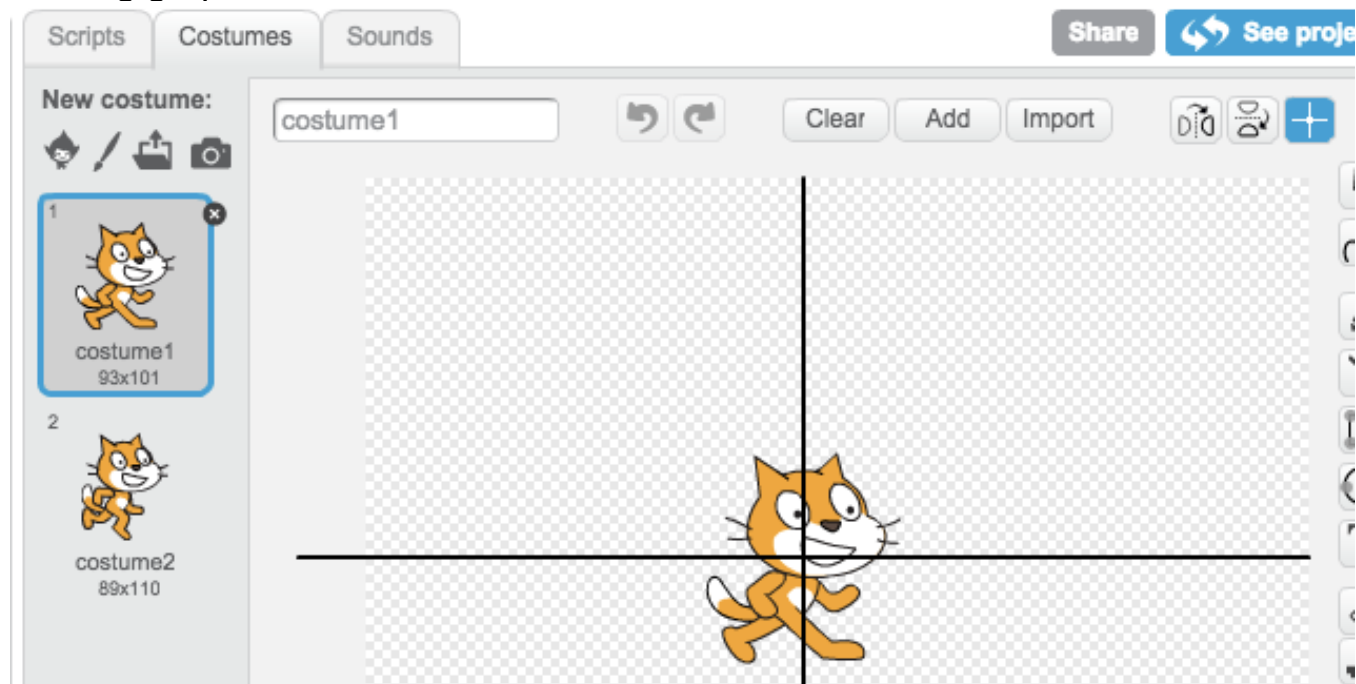 Scripts Costumes Sounds Share See proje
New costume:
costume1 Clear Add Import
1
costume1
93x101
2
costume2
89x110